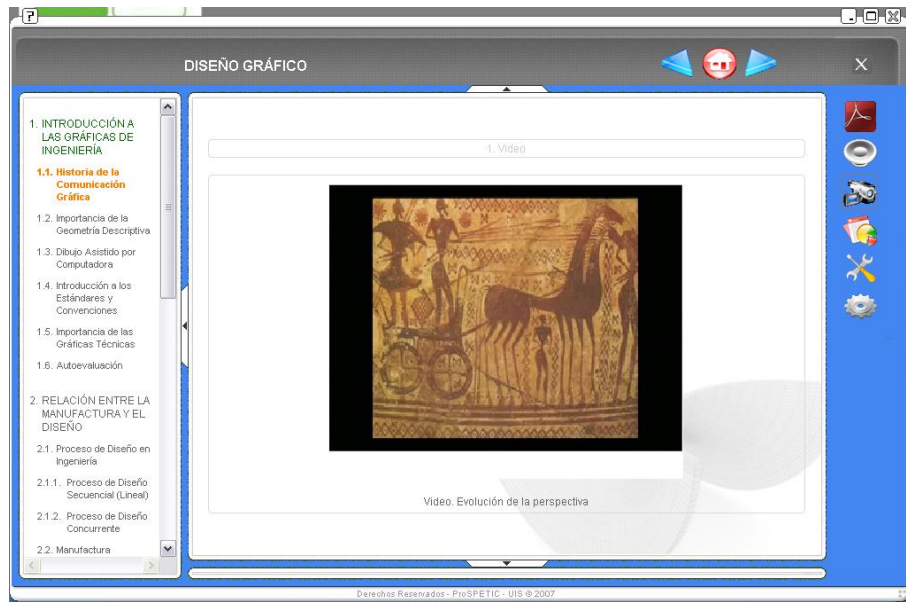 ?
DISEÑO GRÁFICO
X
1. INTRODUCCIÓN A
LAS GRÁFICAS DE
INGENIERÍA
1.1. Historia de la
Comunicación
Gráfica
1.2. Importancia de la
Geometría Descriptiva
1.3. Dibujo Asistido por
Computadora
1.4. Introducción a los
Estándares y
Convenciones
1.5. Importancia de las
Gráficas Técnicas
1.6. Autoevaluación
2. RELACIÓN ENTRE LA
MANUFACTURA Y EL
DISEÑO
2.1. Proceso de Diseño en
Ingeniería
2.1.1. Proceso de Diseño
Secuencial (Lineal)
2.1.2. Proceso de Diseño
Concurrente
2.2. Manufactura
1. Video
Video. Evolución de la perspectiva
Derechos Reservados - ProSPETIC - UIS © 2007